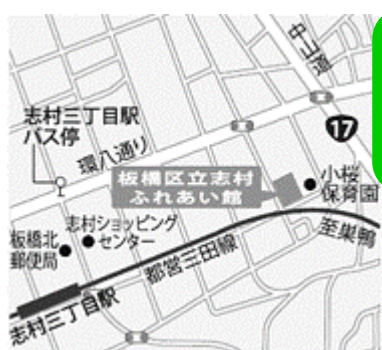 中山道
志村三丁目駅
バス停
17
環八通り
板橋区立志村
ふれあい館
小桜
保育園
志村ショッピング
センター
板橋北
郵便局
至巣鴨
都営三田線
志村三丁目駅